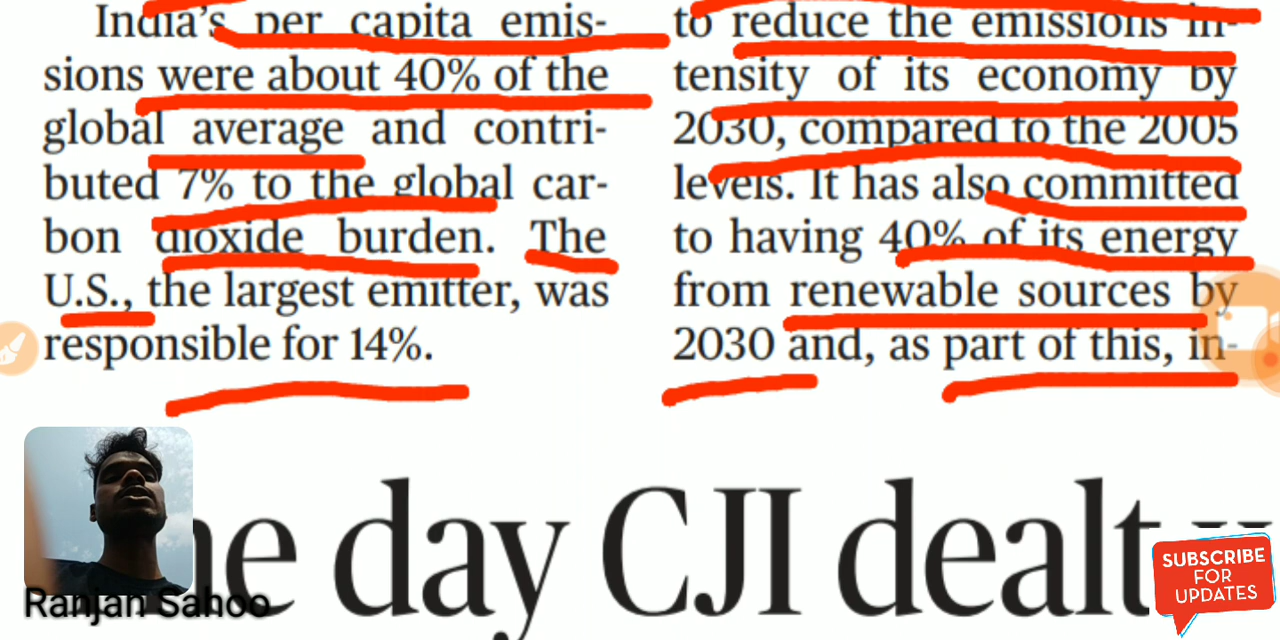 India's per capita emis-
sions were about 40% of the
global average and contri-
buted 7% to the global car-
bon dioxide burden. The
U.S., the largest emitter, was
responsible for 14%.
to reduce the emissions in-
tensity of its economy by
2030, compared to the 2005
levels. It has also committed
to having 40% of its energy
from renewable sources by
2030 and, as part of this, in-
day CJI dealt
Ranjan Sahoo
SUBSCRIBE
FOR
UPDATES